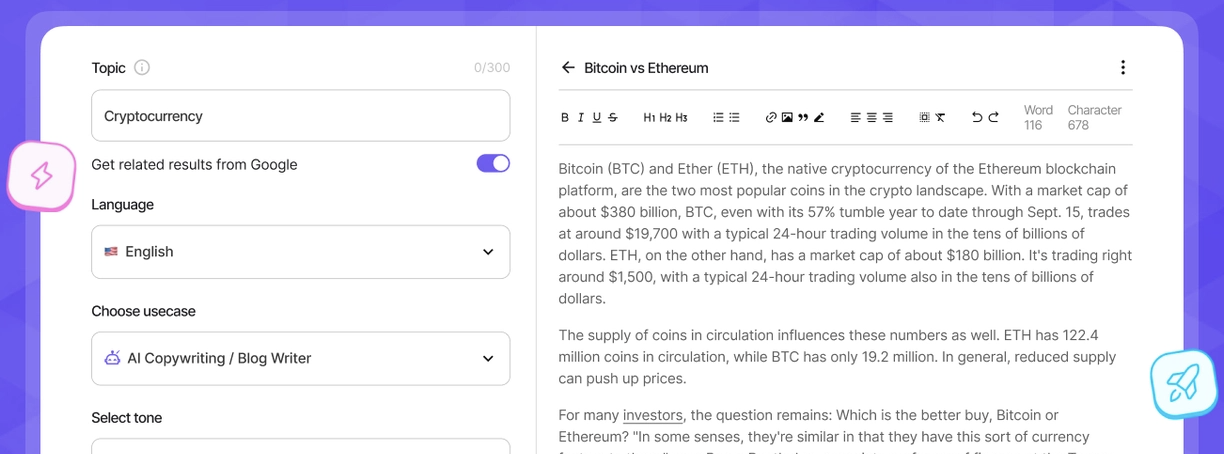 Topic
0/300
Cryptocurrency
Get related results from Google
Language
English
Choose usecase
AI Copywriting / Blog Writer
Select tone
Bitcoin vs Ethereum
B I U S H1 H2 H3
Word
116
Character
678
Bitcoin (BTC) and Ether (ETH), the native cryptocurrency of the Ethereum blockchain
platform, are the two most popular coins in the crypto landscape. With a market cap of
about $380 billion, BTC, even with its 57% tumble year to date through Sept. 15, trades
at around $19,700 with a typical 24-hour trading volume in the tens of billions of
dollars. ETH, on the other hand, has a market cap of about $180 billion. It's trading right
around $1,500, with a typical 24-hour trading volume also in the tens of billions of
dollars.
The supply of coins in circulation influences these numbers as well. ETH has 122.4
million coins in circulation, while BTC has only 19.2 million. In general, reduced supply
can push up prices.
For many investors, the question remains: Which is the better buy, Bitcoin or
Ethereum? "In some senses, they're similar in that they have this sort of currency